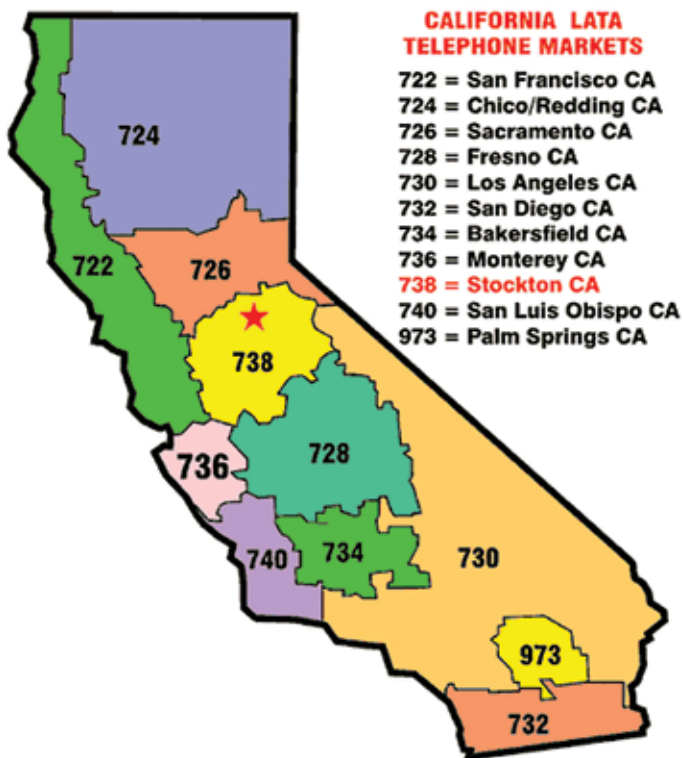 CALIFORNIA LATA
TELEPHONE MARKETS
722 = San Francisco CA
724 = Chico/Redding CA
726 = Sacramento CA
728 = Fresno CA
730 = Los Angeles CA
732 = San Diego CA
734 = Bakersfield CA
736 = Monterey CA
738 = Stockton CA
740 = San Luis Obispo CA
973 = Palm Springs CA
724
722
726
738
728
736
740
734
730
973
732